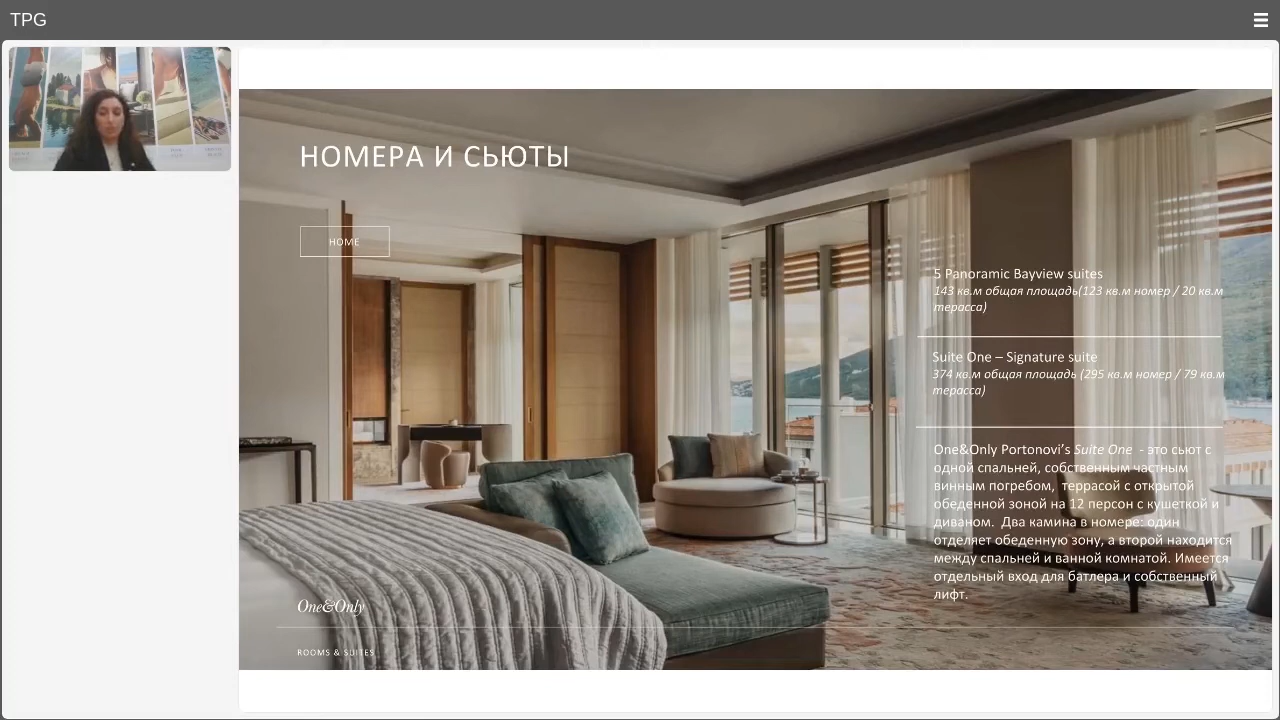 TPG
НОМЕРА И СЬЮТЫ
HOME
5 Panoramic Bayview suites
143 кв.м общая площадь(123 кв.м номер / 20 кв.м
терасса)
Suite One – Signature suite
374 кв.м общая площадь (295 кв.м номер / 79 кв.м
терасса)
One&Only Portonovi’s Suite One - это сьют с
одной спальней, собственным частным
винным погребом, террасой с открытой
обеденной зоной на 12 персон с кушеткой и
диваном. Два камина в номере: один
отделяет обеденную зону, а второй находится
между спальней и ванной комнатой. Имеется
отдельный вход для батлера и собственный
лифт.
One&Only
ROOMS & SUITES